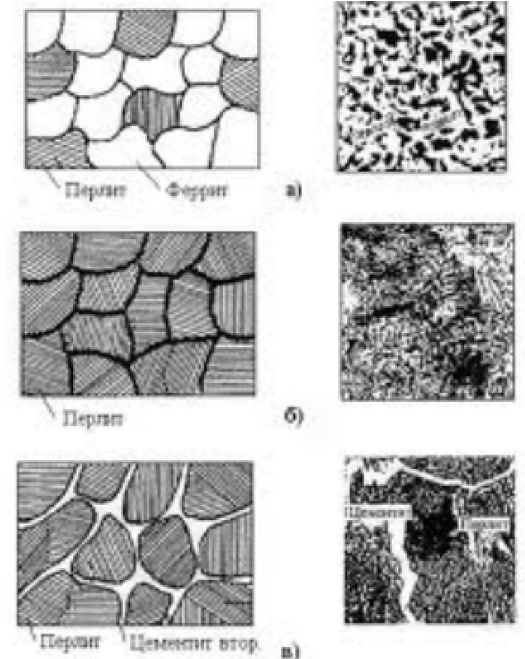 Перлит Феррит а)
Перлит б)
Цементит Перлит
Перлит Цементит втор. в)